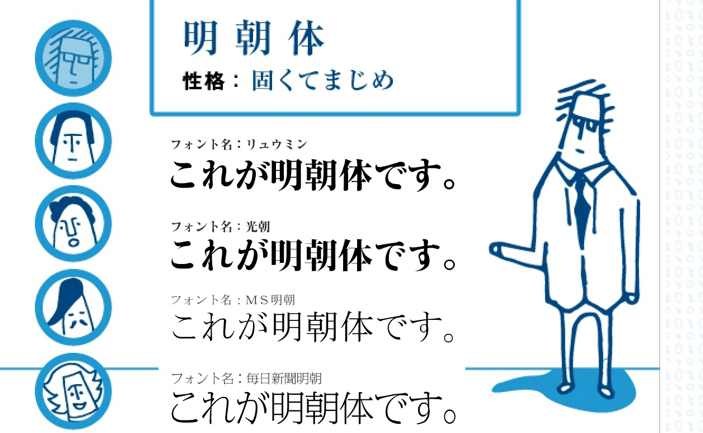 明朝体
性格：固くてまじめ
フォント名：リュウミン
これが明朝体です。
フォント名：光朝
これが明朝体です。
フォント名：ＭＳ明朝
これが明朝体です。
フォント名：毎日新聞明朝
これが明朝体です。